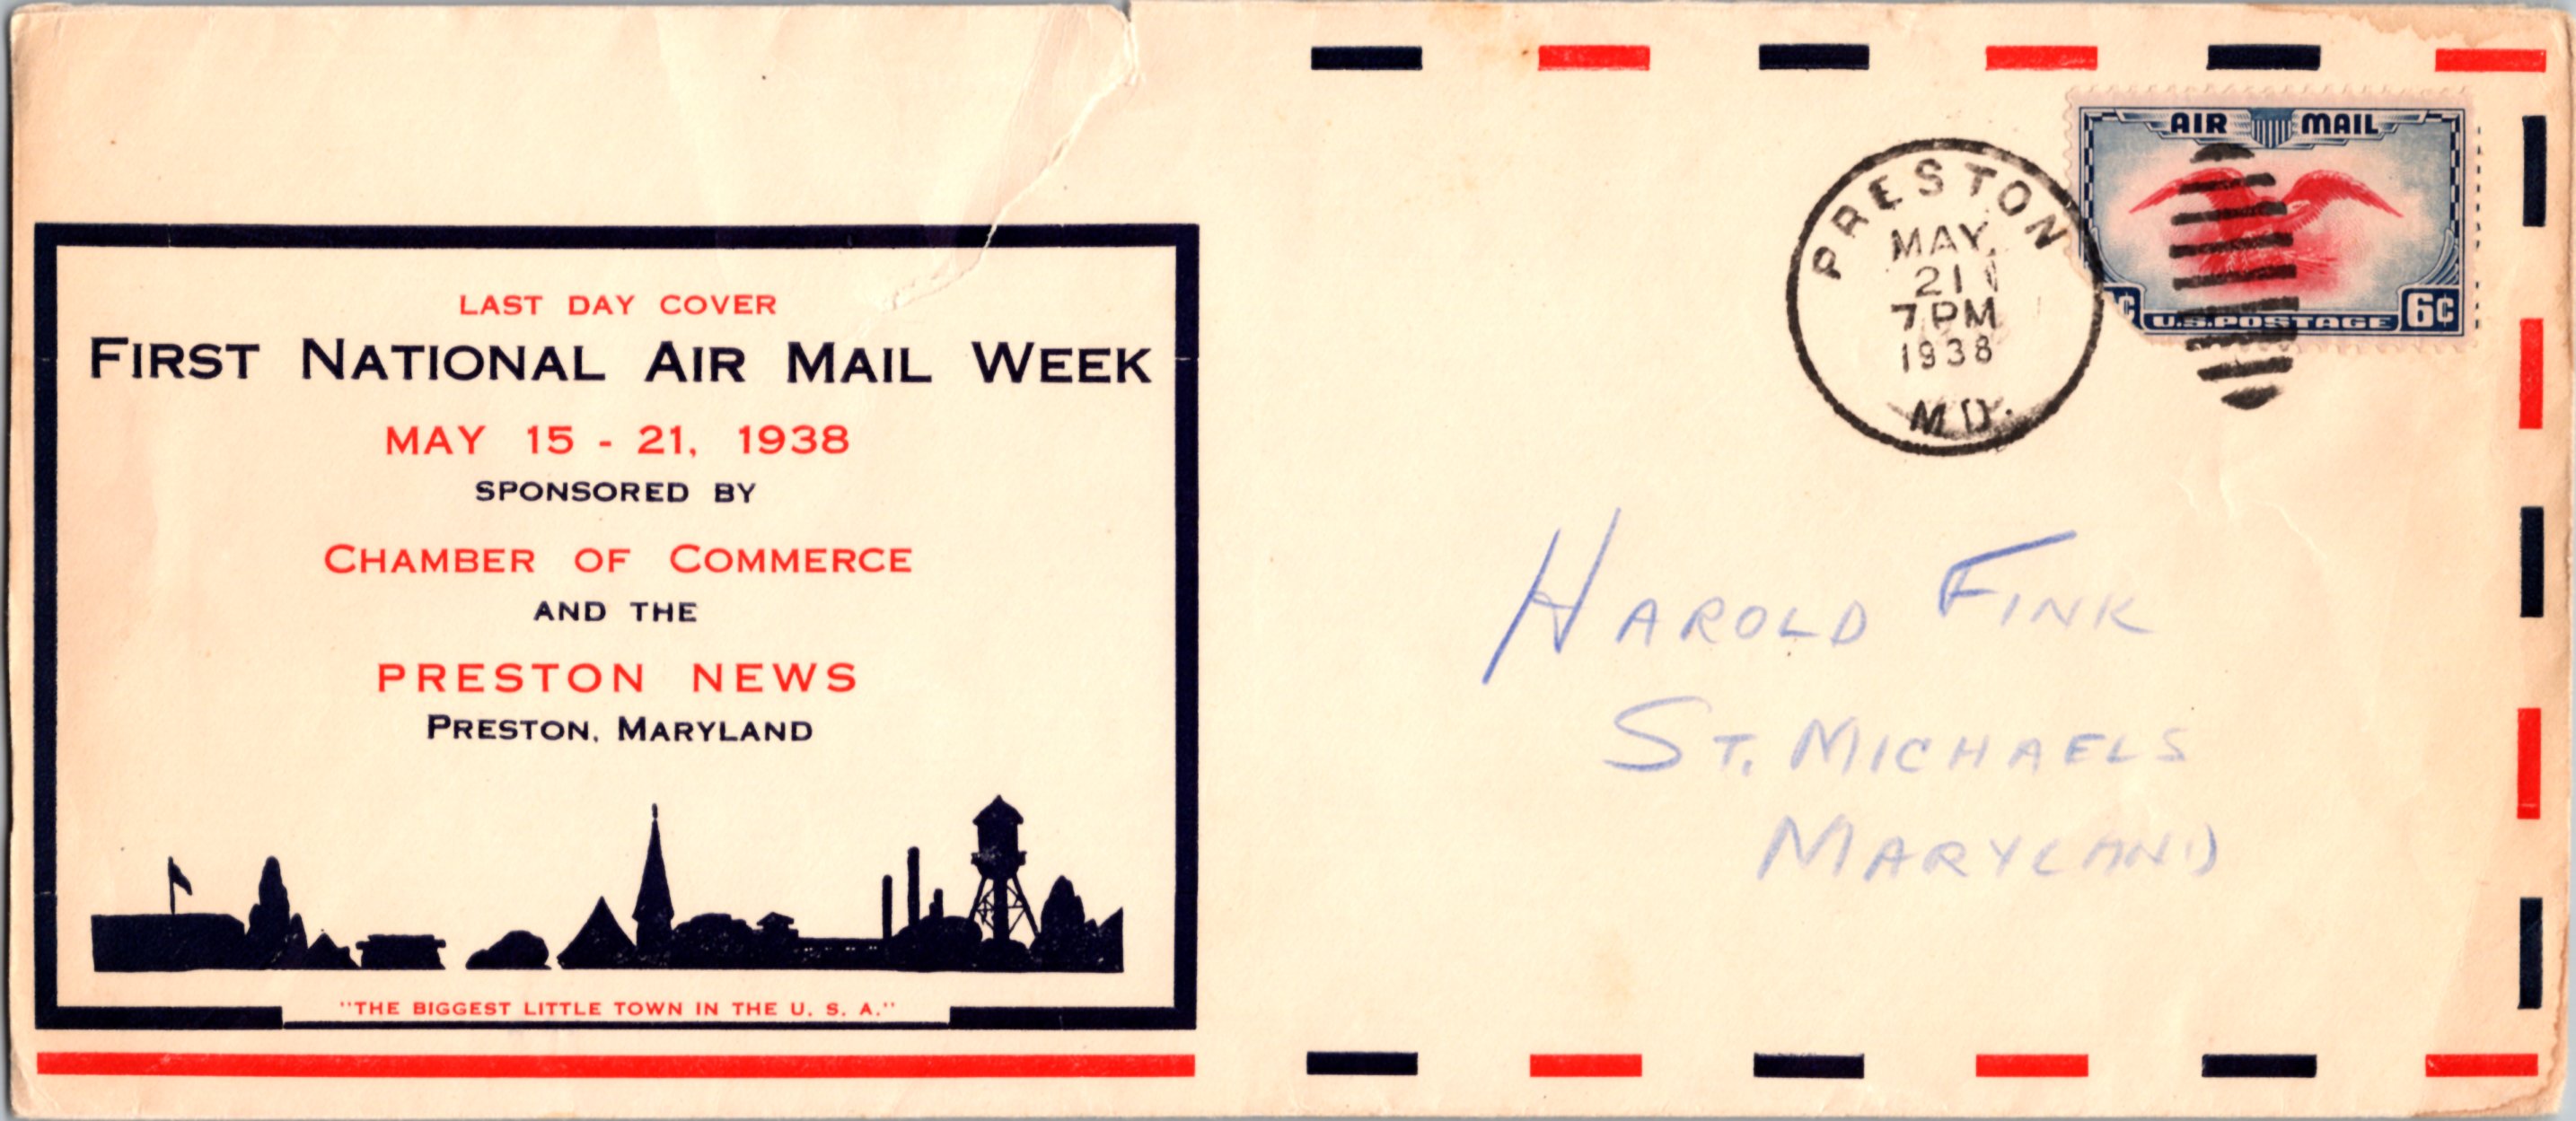 LAST DAY COVER
FIRST NATIONAL AIR MAIL WEEK
MAY 15 - 21, 1938
SPONSORED BY
CHAMBER OF COMMERCE
AND THE
PRESTON NEWS
PRESTON, MARYLAND
"THE BIGGEST LITTLE TOWN IN THE U. S. A."
PRESTON
MAY
21
7 PM
1938
MD.
AIR MAIL
¢ U.S. POSTAGE 6¢
HAROLD FINK
ST. MICHAELS
MARYLAND